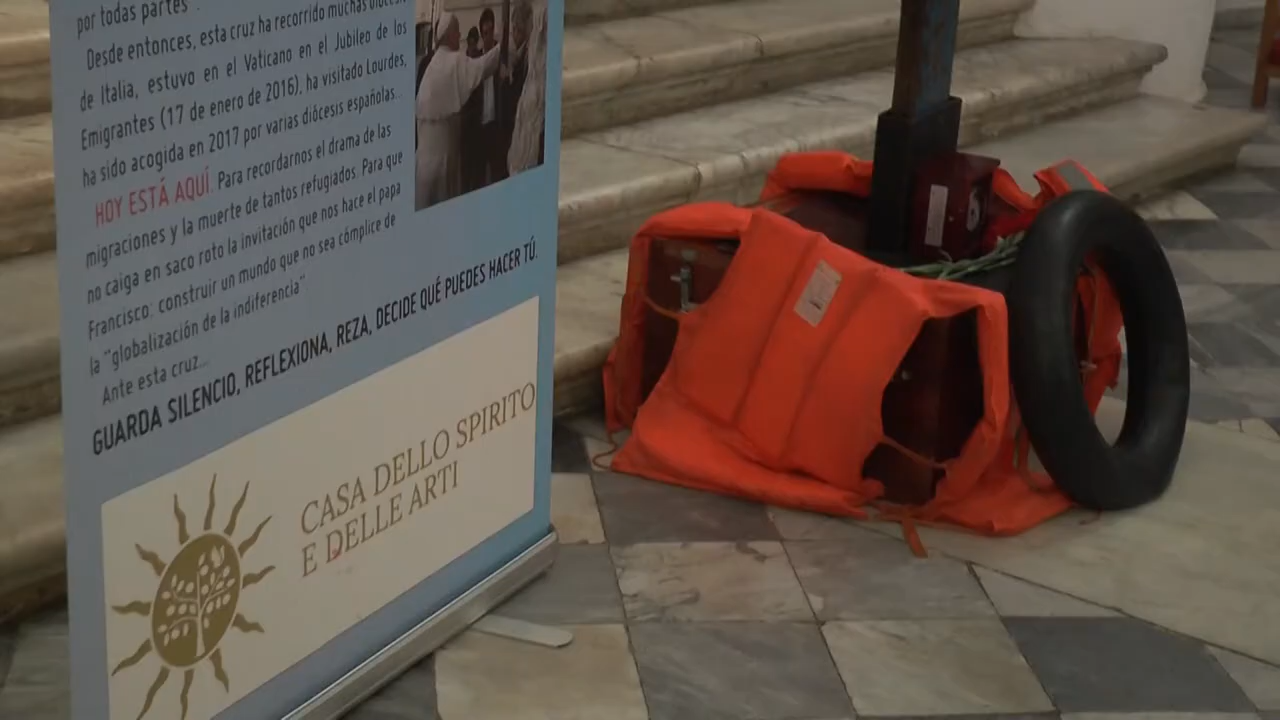 por todas partes".
Desde entonces, esta cruz ha recorrido muchas diócesis
de Italia, estuvo en el Vaticano en el Jubileo de los
Emigrantes (17 de enero de 2016), ha visitado Lourdes,
ha sido acogida en 2017 por varias diócesis españolas...
HOY ESTÁ AQUÍ. Para recordarnos el drama de las
migraciones y la muerte de tantos refugiados. Para que
no caiga en saco roto la invitación que nos hace el papa
Francisco: construir un mundo que no sea cómplice de
la "globalización de la indiferencia"
Ante esta cruz...
GUARDA SILENCIO, REFLEXIONA, REZA, DECIDE QUÉ PUEDES HACER TÚ.
CASA DELLO SPIRITO
E DELLE ARTI